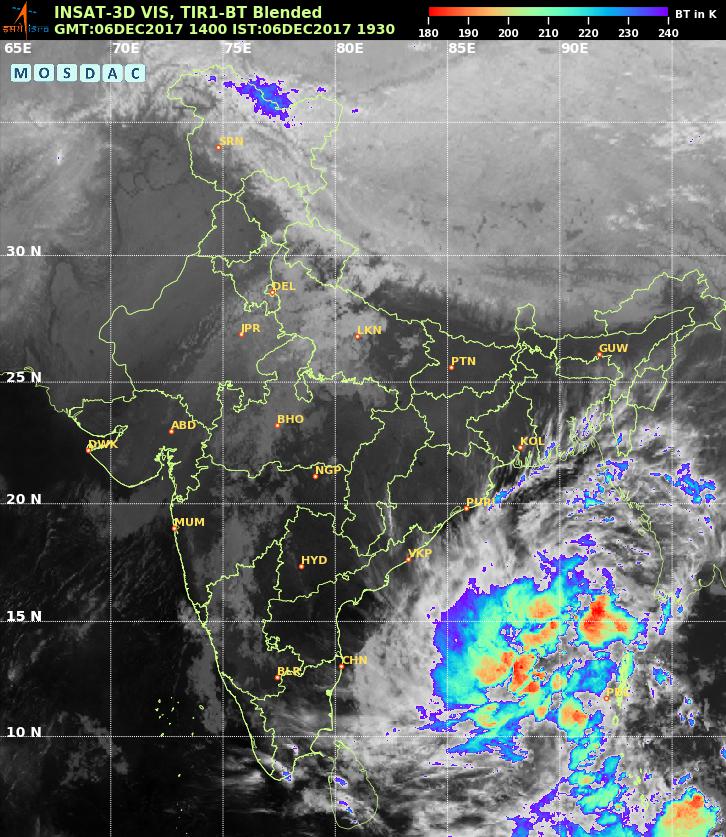 INSAT-3D VIS, TIR1-BT Blended
GMT:06DEC2017 1400 IST:06DEC2017 1930
BT in K
180 190 200 210 220 230 240
65E 70E 75E 80E 85E 90E
M O S D A C
SRN
30 N
DEL
JPR LKN
GUW
PTN
25 N
BHO
ABD
DWK KOL
NGP
20 N
PUR
MUM
VKP
HYD
15 N
CHN
BLR
10 N